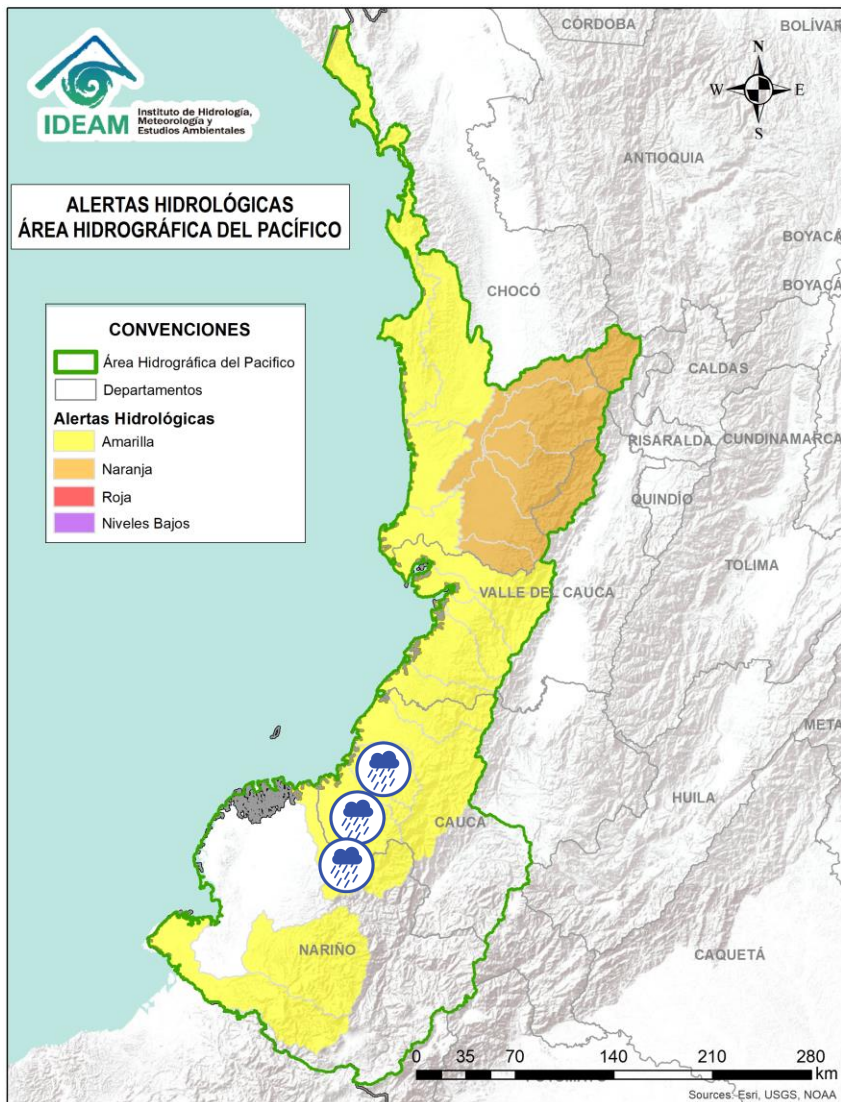 CÓRDOBA
BOLÍVAR
IDEAM
Instituto de Hidrología,
Meteorología y
Estudios Ambientales
N
W E
S
ANTIOQUIA
ALERTAS HIDROLÓGICAS
ÁREA HIDROGRÁFICA DEL PACÍFICO
BOYACÁ
BOYACÁ
CHOCÓ
CONVENCIONES
Área Hidrográfica del Pacifico
Departamentos
Alertas Hidrológicas
Amarilla
Naranja
Roja
Niveles Bajos
CALDAS
RISARALDA
CUNDINAMARCA
QUINDÍO
TOLIMA
VALLE DEL CAUCA
META
HUILA
CAUCA
NARIÑO
CAQUETÁ
0 35 70 140 210 280
km
Sources: Esri, USGS, NOAA